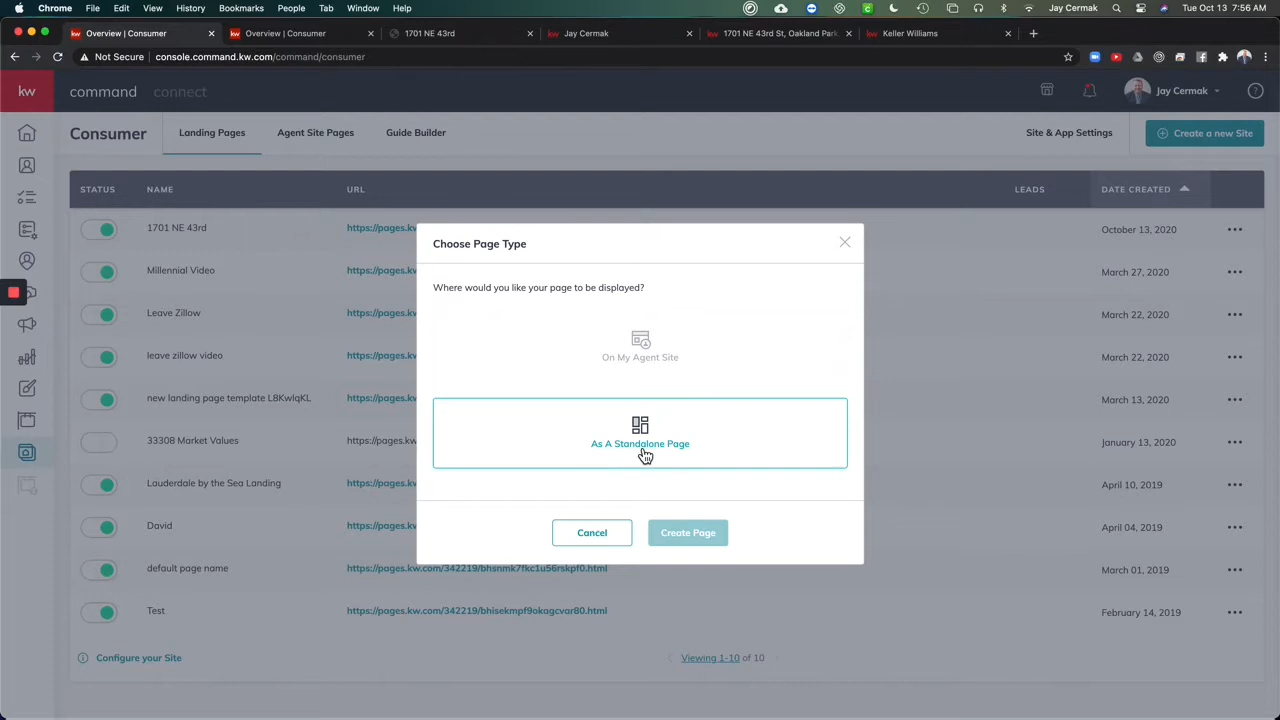 Chrome File Edit View History Bookmarks People Tab Window Help Jay Cermak Tue Oct 13 7:56 AM
Overview | Consumer Overview | Consumer 1701 NE 43rd Jay Cermak 1701 NE 43rd St, Oakland Park, Keller Williams
Not Secure console.command.kw.com/command/consumer
kw command connect Jay Cermak
Consumer Landing Pages Agent Site Pages Guide Builder Site & App Settings Create a new Site
STATUS NAME URL LEADS DATE CREATED
1701 NE 43rd https://pages.kw October 13, 2020
Millennial Video https://pages.kw March 27, 2020
Leave Zillow https://pages.kw March 22, 2020
leave zillow video https://pages.kw March 22, 2020
new landing page template L8KwlqKL https://pages.kw March 13, 2020
33308 Market Values https://pages.kw January 13, 2020
Lauderdale by the Sea Landing https://pages.kw April 10, 2019
David https://pages.kw April 04, 2019
default page name https://pages.kw.com/342219/bhsnmk7fkc1u56rskpf0.html March 01, 2019
Test https://pages.kw.com/342219/bhisekmpf9okagcvar80.html February 14, 2019
Configure your Site Viewing 1-10 of 10
Choose Page Type
Where would you like your page to be displayed?
On My Agent Site
As A Standalone Page
Cancel Create Page